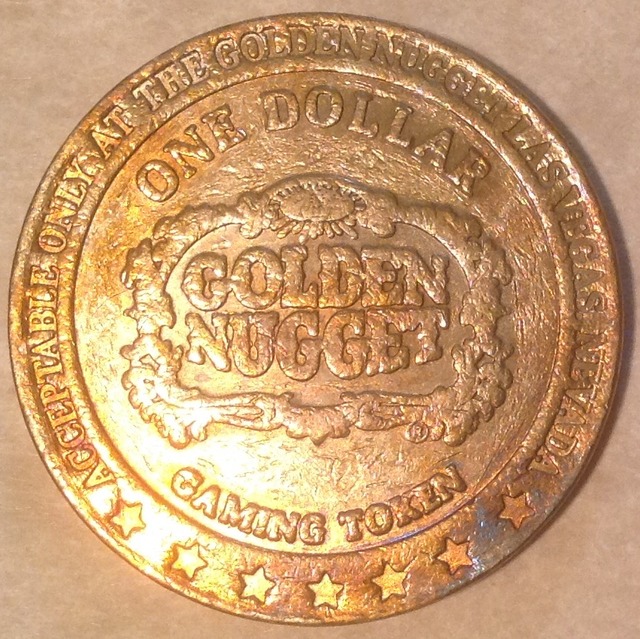 ACCEPTABLE ONLY AT THE GOLDEN NUGGET LAS VEGAS, NEVADA
ONE DOLLAR
GOLDEN
NUGGET
®
GAMING TOKEN